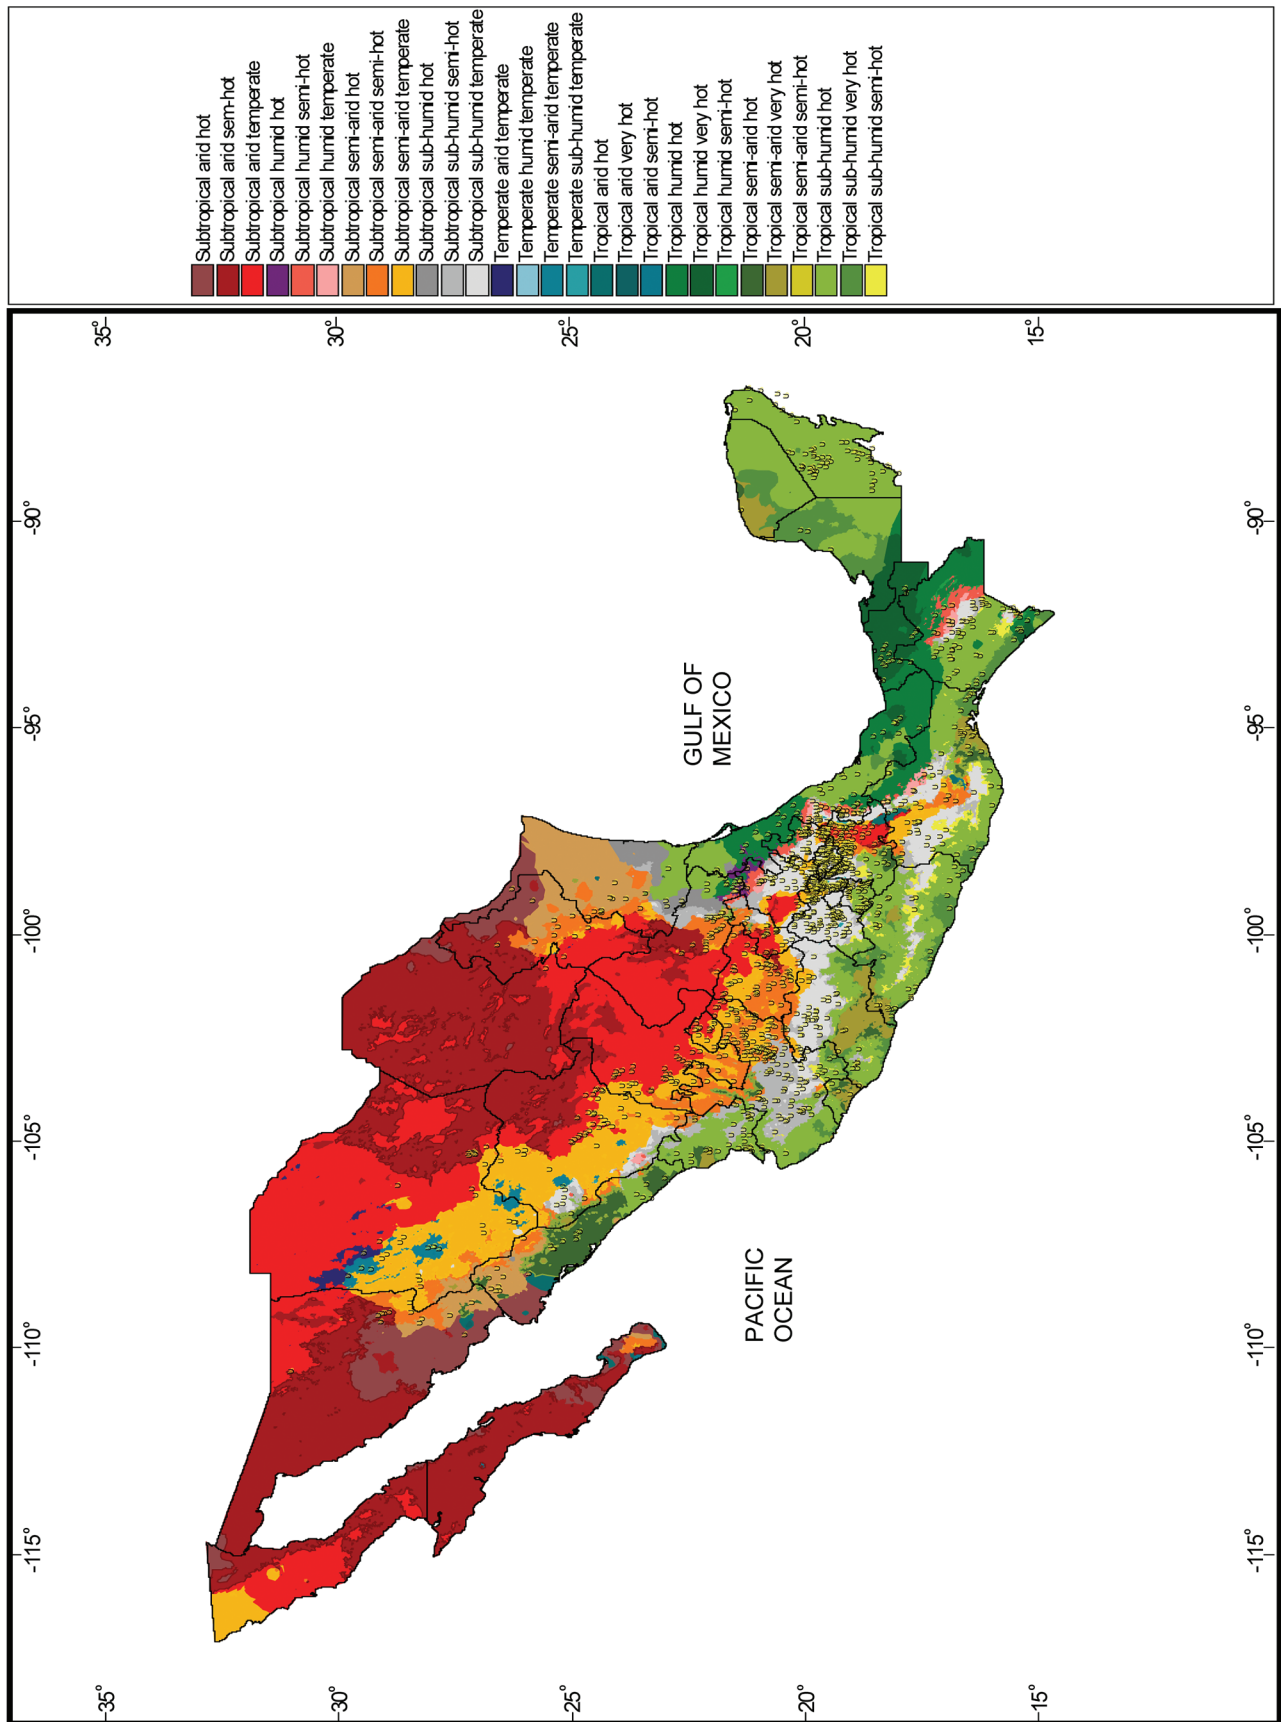 Subtropical arid hot
Subtropical arid sem-hot
Subtropical arid temperate
Subtropical humid hot
Subtropical humid semi-hot
Subtropical humid temperate
Subtropical semi-arid hot
Subtropical semi-arid semi-hot
Subtropical semi-arid temperate
Subtropical sub-humid hot
Subtropical sub-humid semi-hot
Subtropical sub-humid temperate
Temperate arid temperate
Temperate humid temperate
Temperate semi-arid temperate
Temperate sub-humid temperate
Tropical arid hot
Tropical arid very hot
Tropical arid semi-hot
Tropical humid hot
Tropical humid very hot
Tropical humid semi-hot
Tropical semi-arid hot
Tropical semi-arid very hot
Tropical semi-arid semi-hot
Tropical sub-humid hot
Tropical sub-humid very hot
Tropical sub-humid semi-hot
-115°
-110°
-105°
-100°
-95°
-90°
35°
35°
30°
30°
25°
25°
20°
20°
15°
15°
GULF OF
MEXICO
PACIFIC
OCEAN
-115°
-110°
-105°
-100°
-95°
-90°